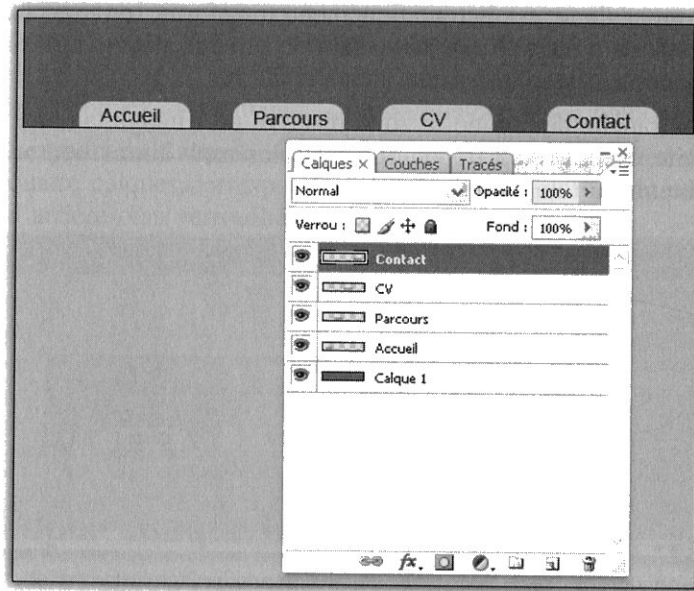 Accueil Parcours CV Contact
Calques × Couches Tracés
Normal Opacité : 100%
Verrou : Fond : 100%
Contact
CV
Parcours
Accueil
Calque 1
fx.